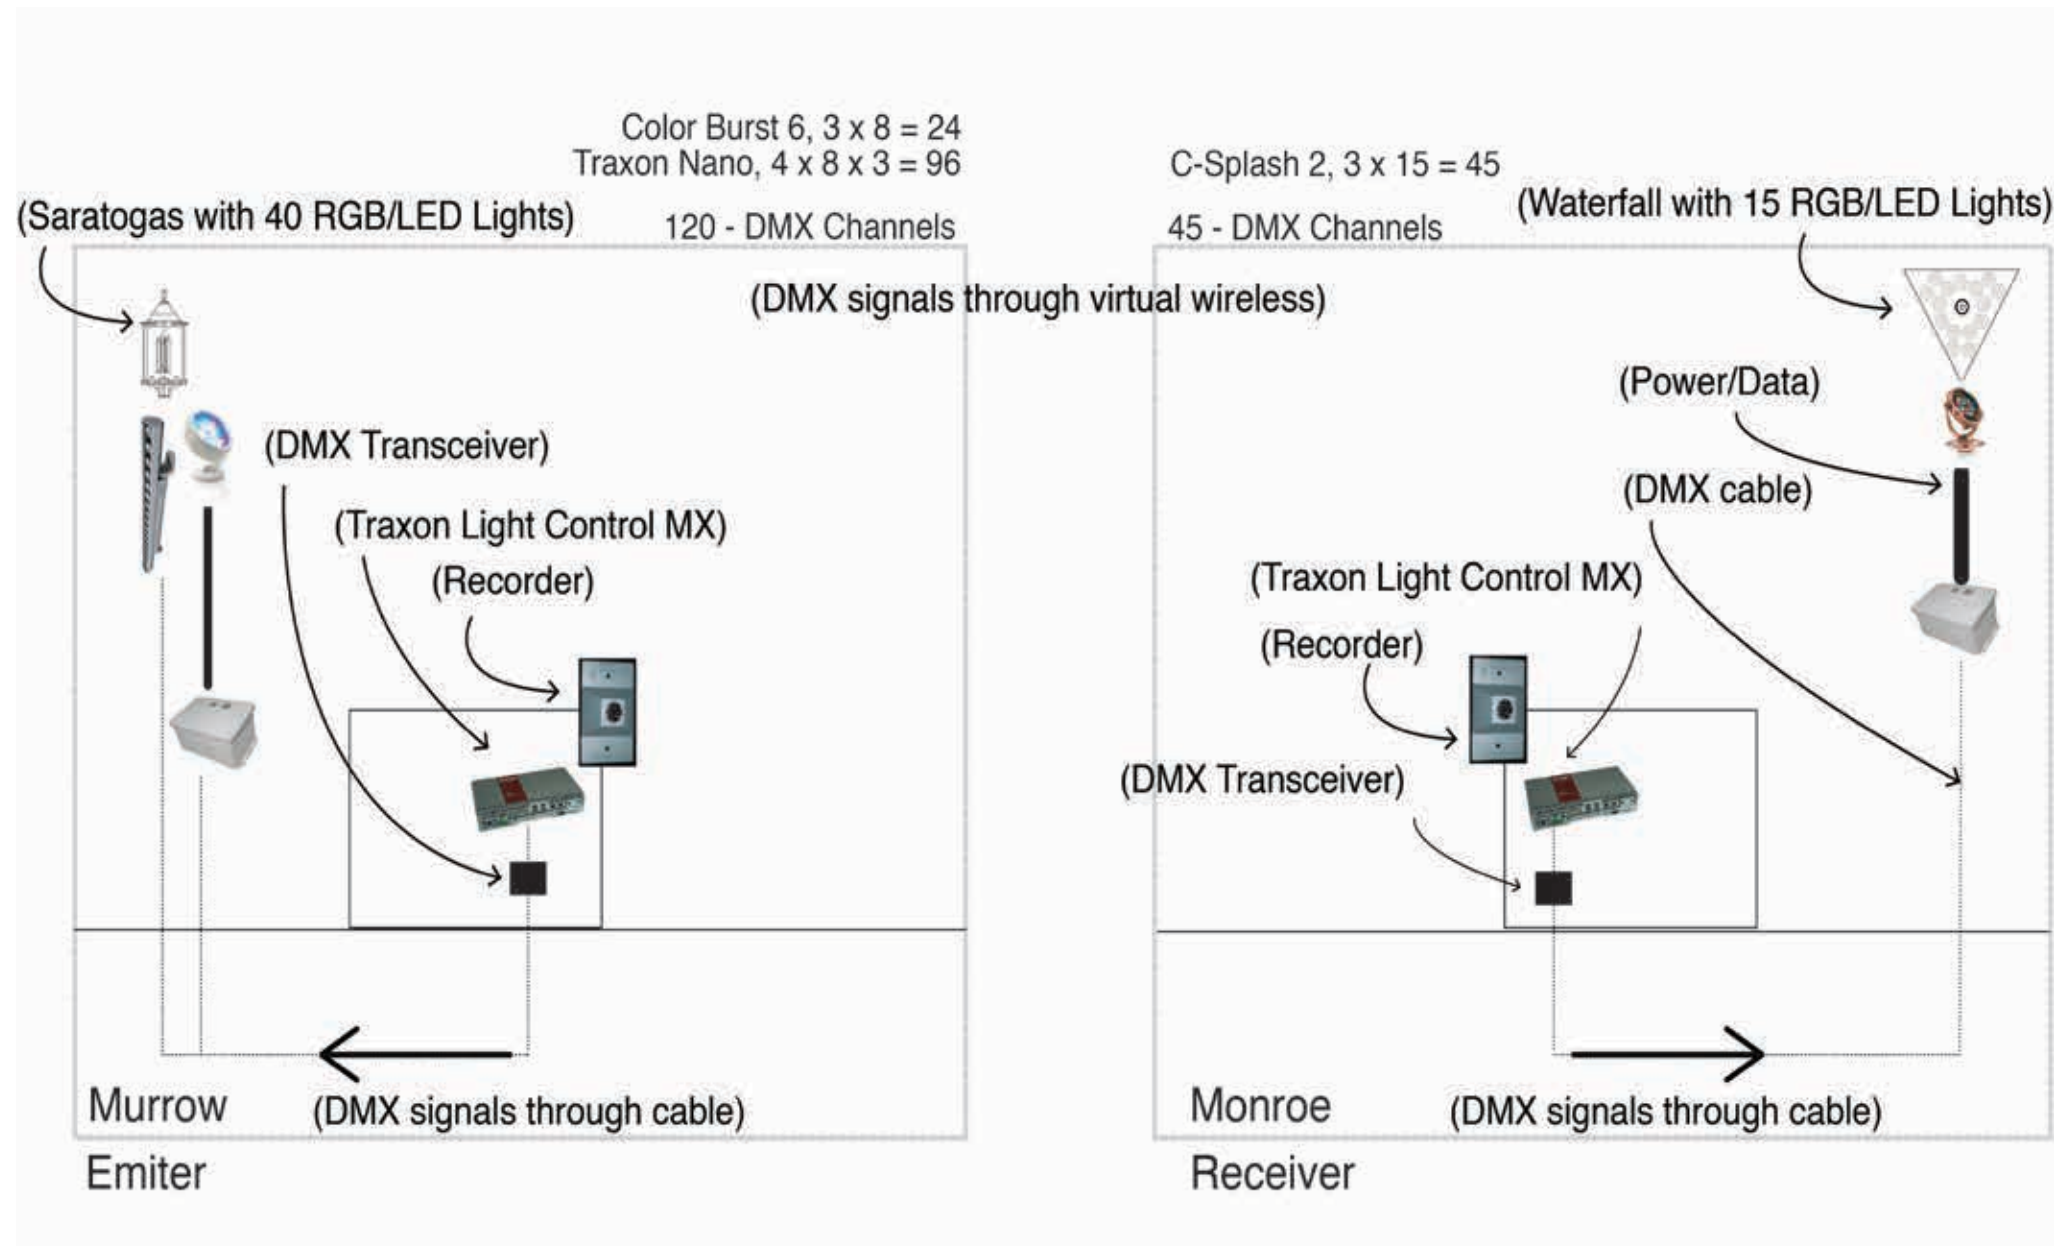 Color Burst 6, 3 x 8 = 24
Traxon Nano, 4 x 8 x 3 = 96
(Saratogas with 40 RGB/LED Lights)
120 - DMX Channels
C-Splash 2, 3 x 15 = 45
(Waterfall with 15 RGB/LED Lights)
45 - DMX Channels
(DMX signals through virtual wireless)
(DMX Transceiver)
(Traxon Light Control MX)
(Recorder)
(Power/Data)
(DMX cable)
(Traxon Light Control MX)
(Recorder)
(DMX Transceiver)
Murrow
(DMX signals through cable)
Emiter
Monroe
(DMX signals through cable)
Receiver